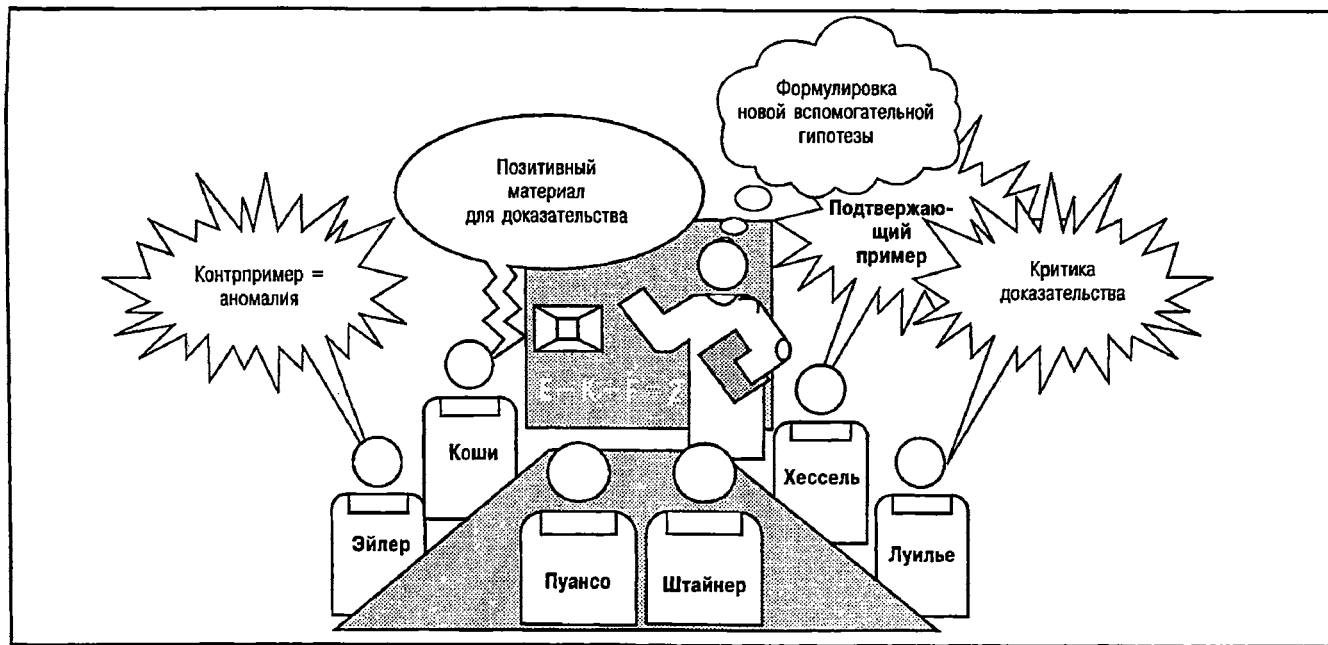 Формулировка
новой вспомогательной
гипотезы
Позитивный
материал
для доказательства
Подтвержаю-
щий
пример
Контрпример =
аномалия
Критика
доказательства
Коши
Хессель
Эйлер
Пуансо
Штайнер
Луилье